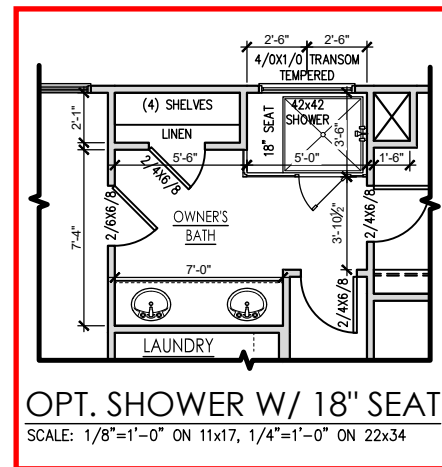 2'-6" 2'-6"
4/0X1/0 TRANSOM
TEMPERED
(4) SHELVES
LINEN
2'-1"
18" SEAT
42x42
SHOWER
3'-6"
5'-6"
5'-0"
1'-6"
2/4X6/8
2/6X6/8
OWNER'S
BATH
3'-10½"
2/4X6/8
7'-4"
7'-0"
2/4X6/8
LAUNDRY
OPT. SHOWER W/ 18" SEAT
SCALE: 1/8"=1'-0" ON 11x17, 1/4"=1'-0" ON 22x34